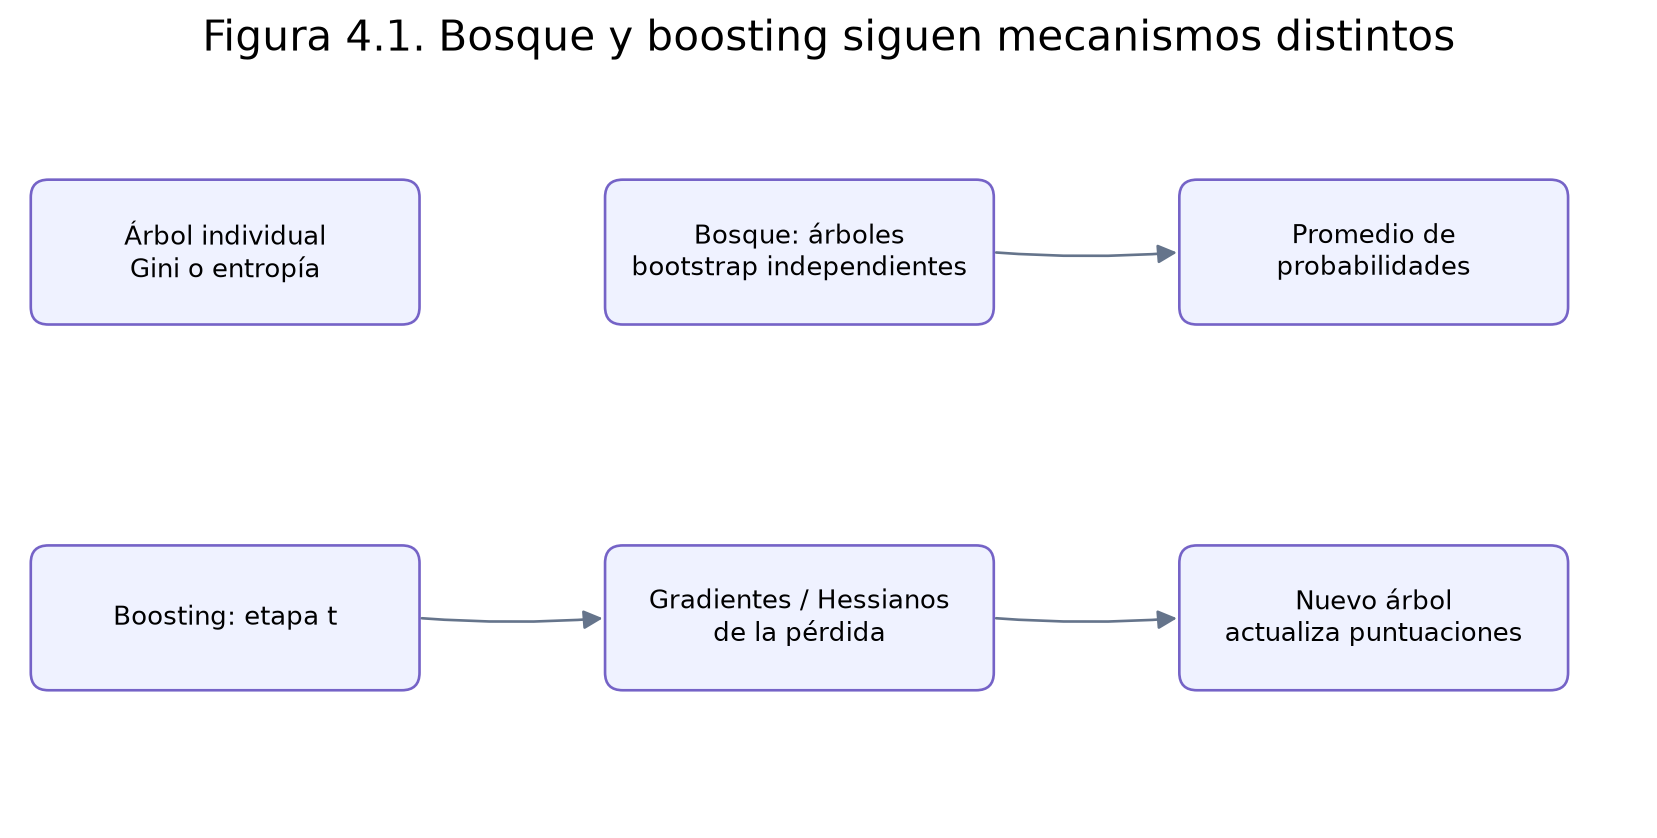 Figura 4.1. Bosque y boosting siguen mecanismos distintos
Árbol individual
Gini o entropía
Bosque: árboles
bootstrap independientes
Promedio de
probabilidades
Boosting: etapa t
Gradientes / Hessianos
de la pérdida
Nuevo árbol
actualiza puntuaciones